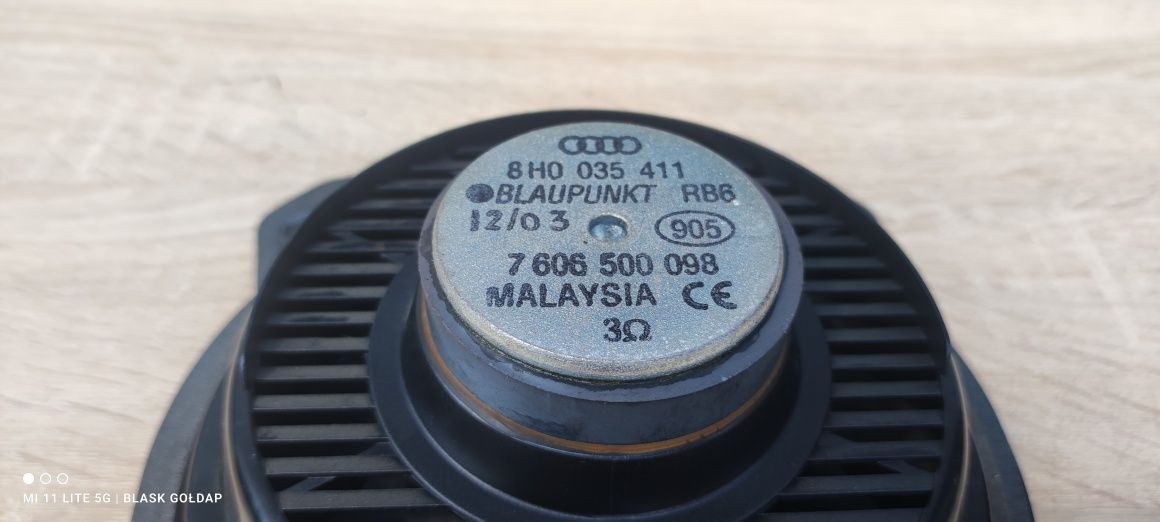 8H0 035 411
BLAUPUNKT RB6
12/03 905
7 606 500 098
MALAYSIA CE
3Ω
MI 11 LITE 5G | BLASK GOŁDAP